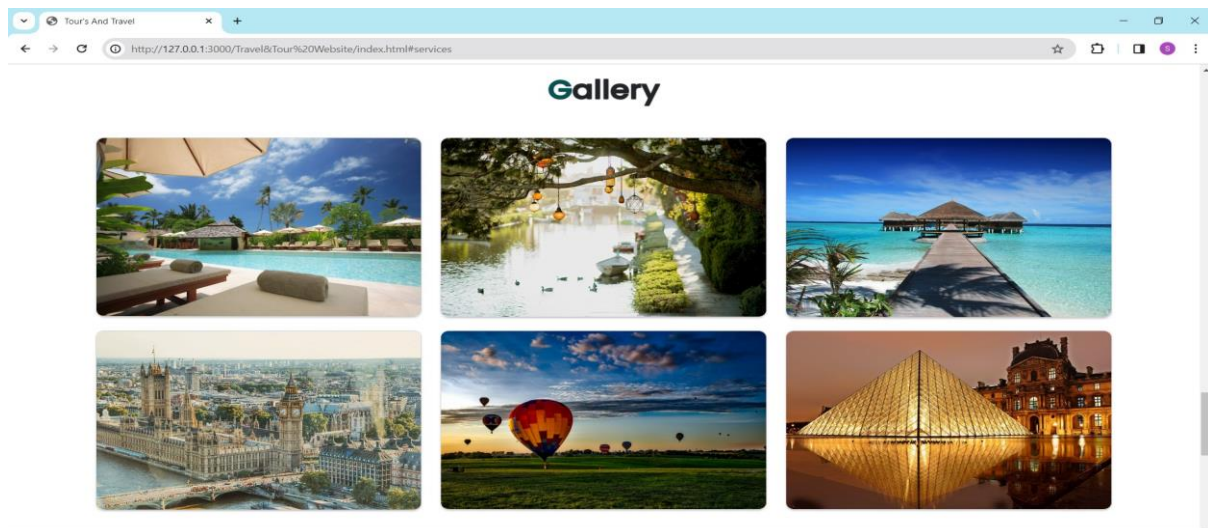 Tour's And Travel
http://127.0.0.1:3000/Travel&Tour%20Website/index.html#services
S
Gallery